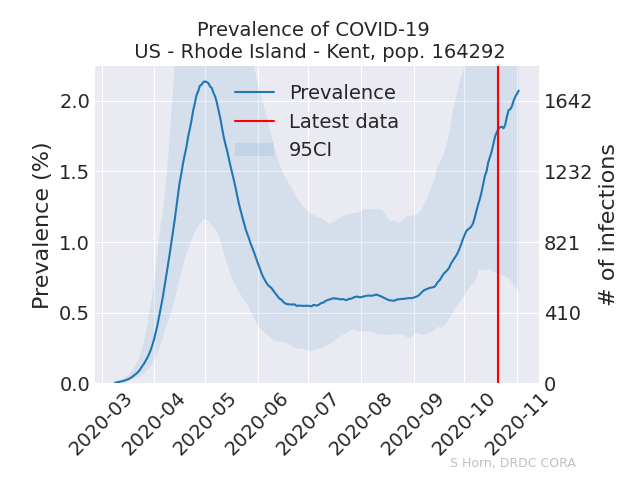 Prevalence of COVID-19
US - Rhode Island - Kent, pop. 164292
Prevalence
Latest data
95CI
Prevalence (%)
2.0
1.5
1.0
0.5
0.0
# of infections
1642
1232
821
410
0
2020-03
2020-04
2020-05
2020-06
2020-07
2020-08
2020-09
2020-10
2020-11
S Horn, DRDC CORA